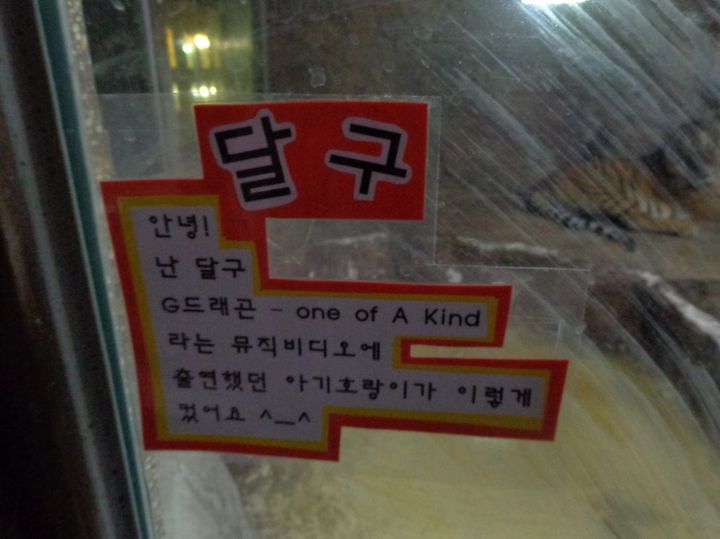 달구
안녕!
난 달구
G드래곤 - one of A Kind
라는 뮤직비디오에
출연했던 아기호랑이가 이렇게
컸어요 ^__^